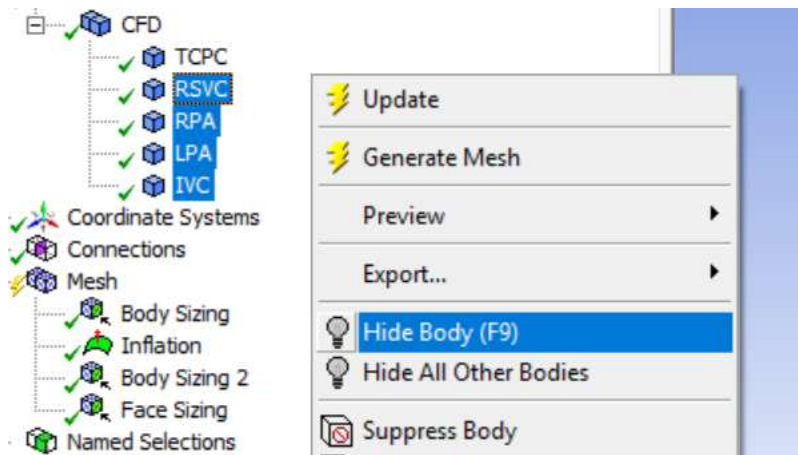 CFD
TCPC
RSVC
RPA
LPA
IVC
Coordinate Systems
Connections
Mesh
Body Sizing
Inflation
Body Sizing 2
Face Sizing
Named Selections
Update
Generate Mesh
Preview
Export...
Hide Body (F9)
Hide All Other Bodies
Suppress Body